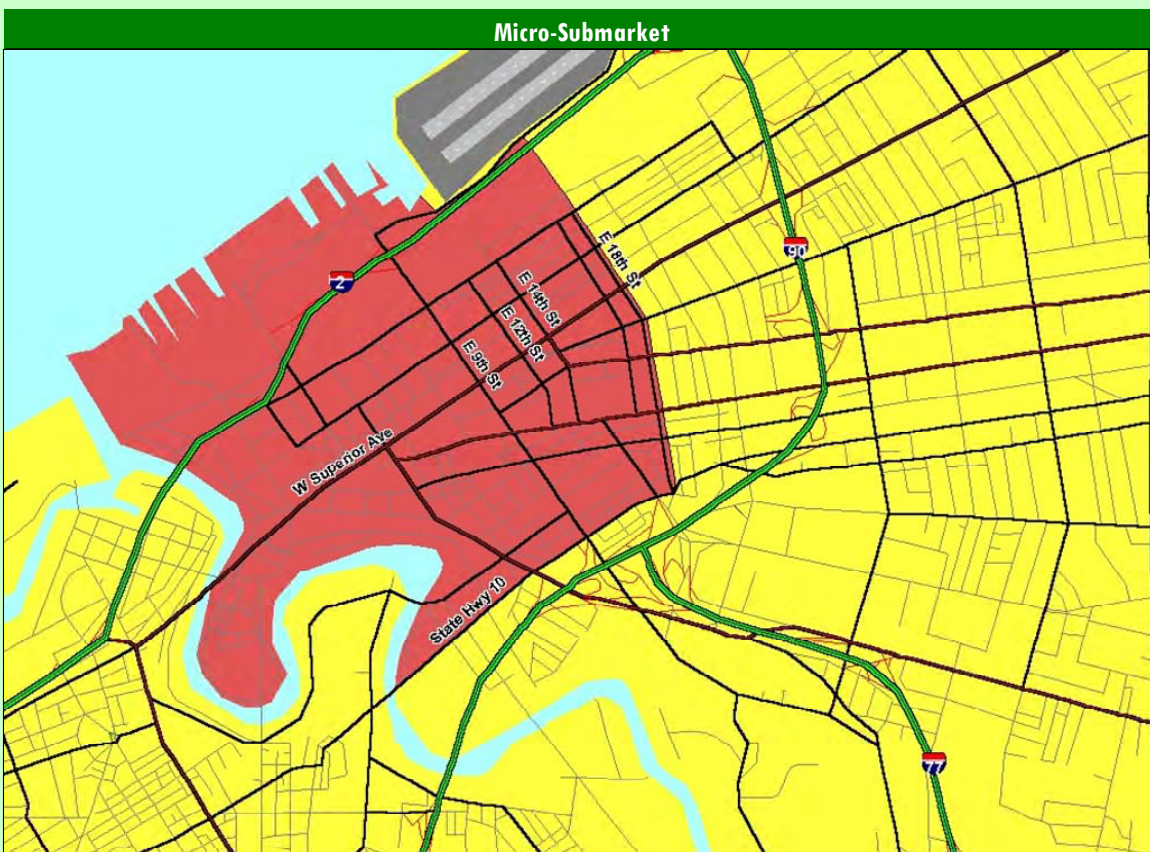 Micro-Submarket
E 18th St
90
2
E 14th St
E 12th St
E 9th St
W Superior Ave
State Hwy 10
77